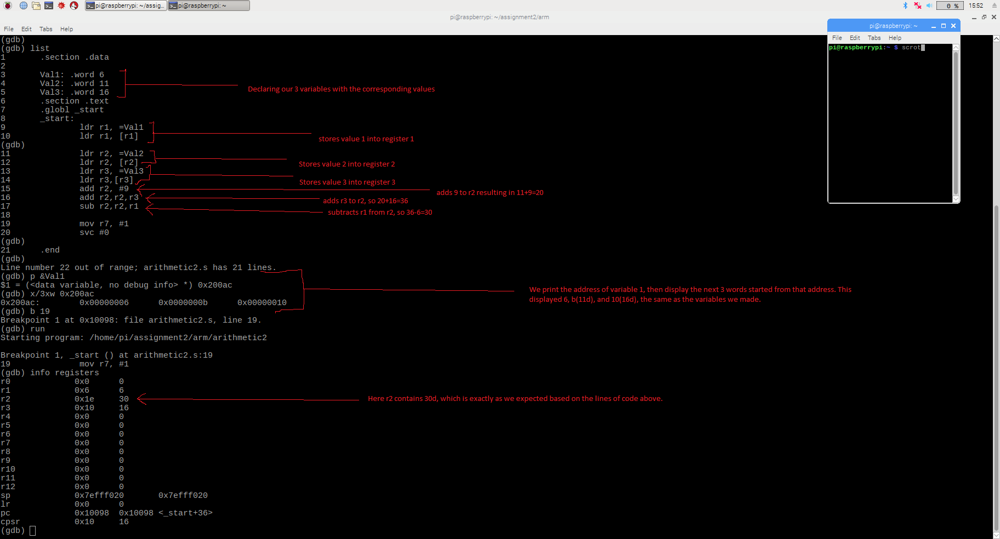 pi@raspberrypi: ~/assig...
pi@raspberrypi: ~
0 %
15:52
pi@raspberrypi: ~/assignment2/arm
File Edit Tabs Help
(gdb)
(gdb) list
1 .section .data
2
3 Val1: .word 6
4 Val2: .word 11
5 Val3: .word 16
Declaring our 3 variables with the corresponding values
6 .section .text
7 .globl _start
8 _start:
9 ldr r1, =Val1
10 ldr r1, [r1]
stores value 1 into register 1
(gdb)
11 ldr r2, =Val2
12 ldr r2, [r2]
Stores value 2 into register 2
13 ldr r3, =Val3
14 ldr r3,[r3]
Stores value 3 into register 3
15 add r2, #9
adds 9 to r2 resulting in 11+9=20
16 add r2,r2,r3
adds r3 to r2, so 20+16=36
17 sub r2,r2,r1
subtracts r1 from r2, so 36-6=30
18
19 mov r7, #1
20 svc #0
(gdb)
21 .end
(gdb)
Line number 22 out of range; arithmetic2.s has 21 lines.
(gdb) p &Val1
$1 = (<data variable, no debug info> *) 0x200ac
(gdb) x/3xw 0x200ac
0x200ac: 0x00000006 0x0000000b 0x00000010
We print the address of variable 1, then display the next 3 words started from that address. This
displayed 6, b(11d), and 10(16d), the same as the variables we made.
(gdb) b 19
Breakpoint 1 at 0x10098: file arithmetic2.s, line 19.
(gdb) run
Starting program: /home/pi/assignment2/arm/arithmetic2
Breakpoint 1, _start () at arithmetic2.s:19
19 mov r7, #1
(gdb) info registers
r0 0x0 0
r1 0x6 6
r2 0x1e 30
Here r2 contains 30d, which is exactly as we expected based on the lines of code above.
r3 0x10 16
r4 0x0 0
r5 0x0 0
r6 0x0 0
r7 0x0 0
r8 0x0 0
r9 0x0 0
r10 0x0 0
r11 0x0 0
r12 0x0 0
sp 0x7efff020 0x7efff020
lr 0x0 0
pc 0x10098 0x10098 <_start+36>
cpsr 0x10 16
(gdb)
pi@raspberrypi: ~
File Edit Tabs Help
pi@raspberrypi:~ $ scrot